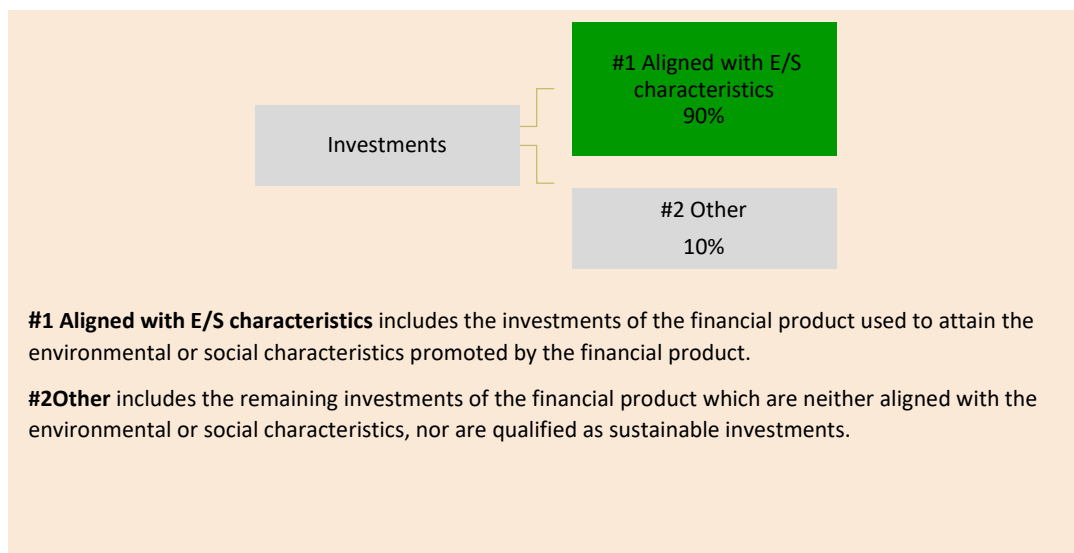 #1 Aligned with E/S
characteristics
90%
Investments
#2 Other
10%
#1 Aligned with E/S characteristics includes the investments of the financial product used to attain the
environmental or social characteristics promoted by the financial product.
#2Other includes the remaining investments of the financial product which are neither aligned with the
environmental or social characteristics, nor are qualified as sustainable investments.